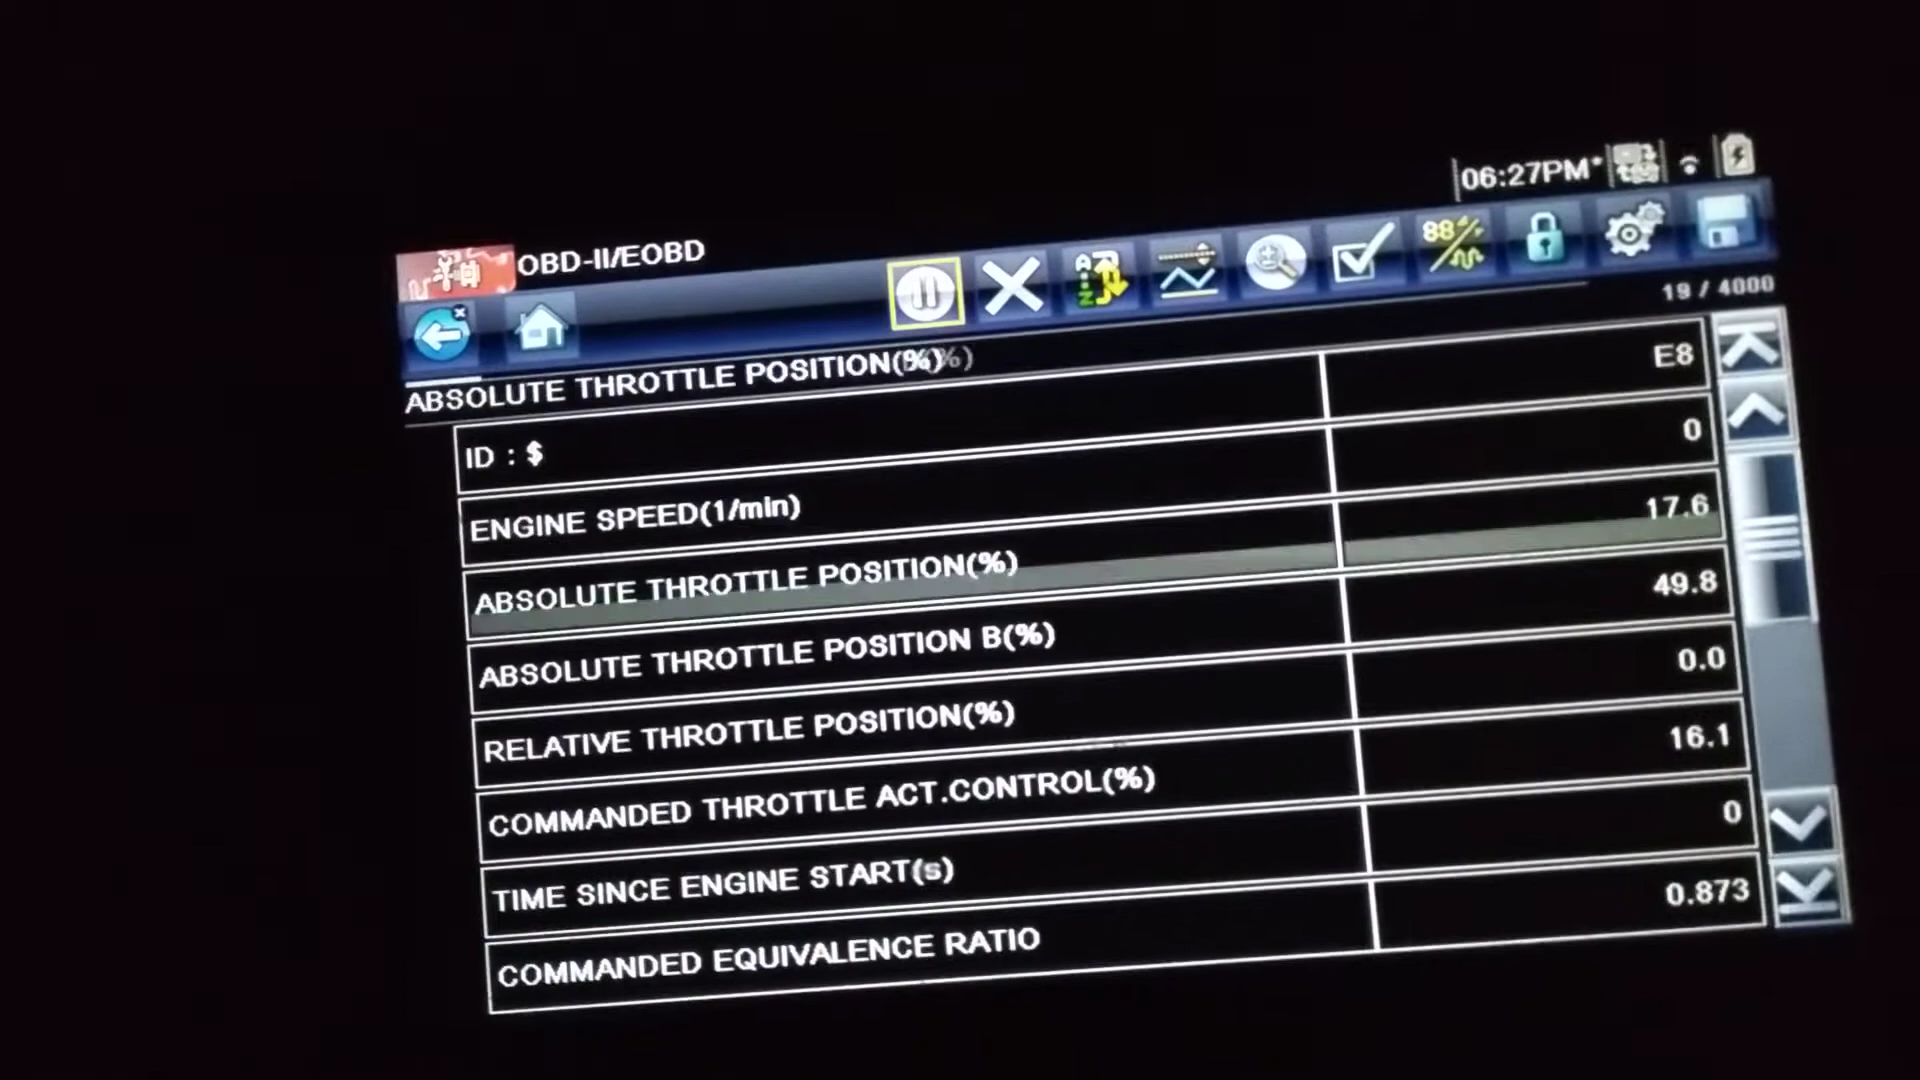 06:27PM*
OBD-II/EOBD
88
A
Z
19 / 4000
ABSOLUTE THROTTLE POSITION(%)
ID : $ E8
ENGINE SPEED(1/min) 0
ABSOLUTE THROTTLE POSITION(%) 17.6
ABSOLUTE THROTTLE POSITION B(%) 49.8
RELATIVE THROTTLE POSITION(%) 0.0
COMMANDED THROTTLE ACT.CONTROL(%) 16.1
TIME SINCE ENGINE START(s) 0
COMMANDED EQUIVALENCE RATIO 0.873